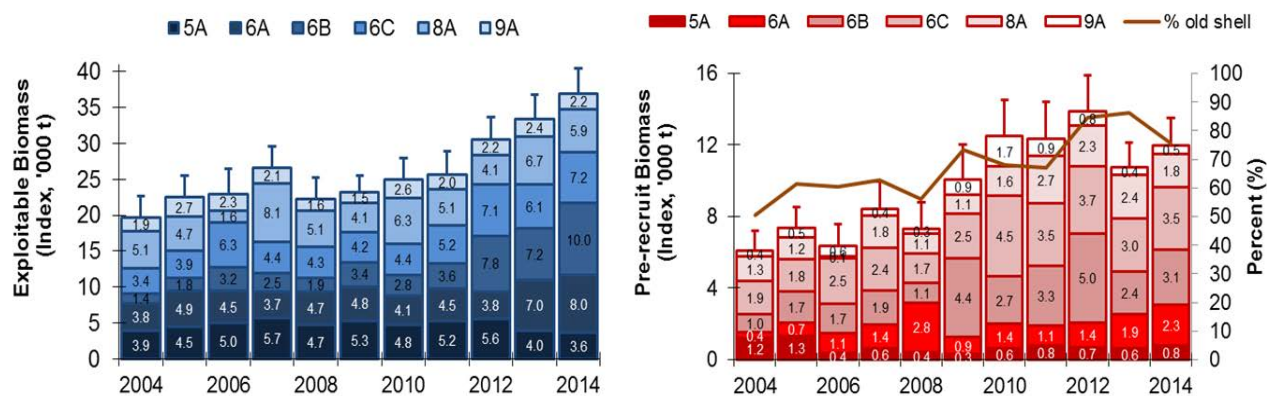 5A 6A 6B 6C 8A 9A
Exploitable Biomass
(Index, '000 t)
40
35
30
25
20
15
10
5
0
1.9 2.7 2.3 2.1 1.6 1.5 2.6 2.0 2.2 2.4 2.2
5.1 4.7 1.6 8.1 5.1 4.1 6.3 5.1 4.1 6.7 5.9
3.4 3.9 6.3 4.4 4.3 4.2 4.4 5.2 7.1 6.1 7.2
1.4 1.8 3.2 2.5 1.9 3.4 2.8 3.6 7.8 7.2 10.0
3.8 4.9 4.5 3.7 4.7 4.8 4.1 4.5 3.8 7.0 8.0
3.9 4.5 5.0 5.7 4.7 5.3 4.8 5.2 5.6 4.0 3.6
2004 2006 2008 2010 2012 2014
5A 6A 6B 6C 8A 9A % old shell
Pre-recruit Biomass
(Index, '000 t)
16
12
8
4
0
0.4 0.5 0.6 0.4 0.3 0.9 1.7 0.9 0.8 0.4 0.5
1.3 1.2 0.1 1.8 1.1 1.1 1.6 2.7 2.3 2.4 1.8
1.9 1.8 2.5 2.4 1.7 2.5 4.5 3.5 3.7 3.0 3.5
1.0 1.7 1.7 1.9 1.1 4.4 2.7 3.3 5.0 2.4 3.1
0.4 0.7 1.1 1.4 2.8 0.9 1.4 1.1 1.4 1.9 2.3
1.2 1.3 0.4 0.6 0.4 0.3 0.6 0.8 0.7 0.6 0.8
2004 2006 2008 2010 2012 2014
100
90
80
70
60
50
40
30
20
10
0
Percent (%)